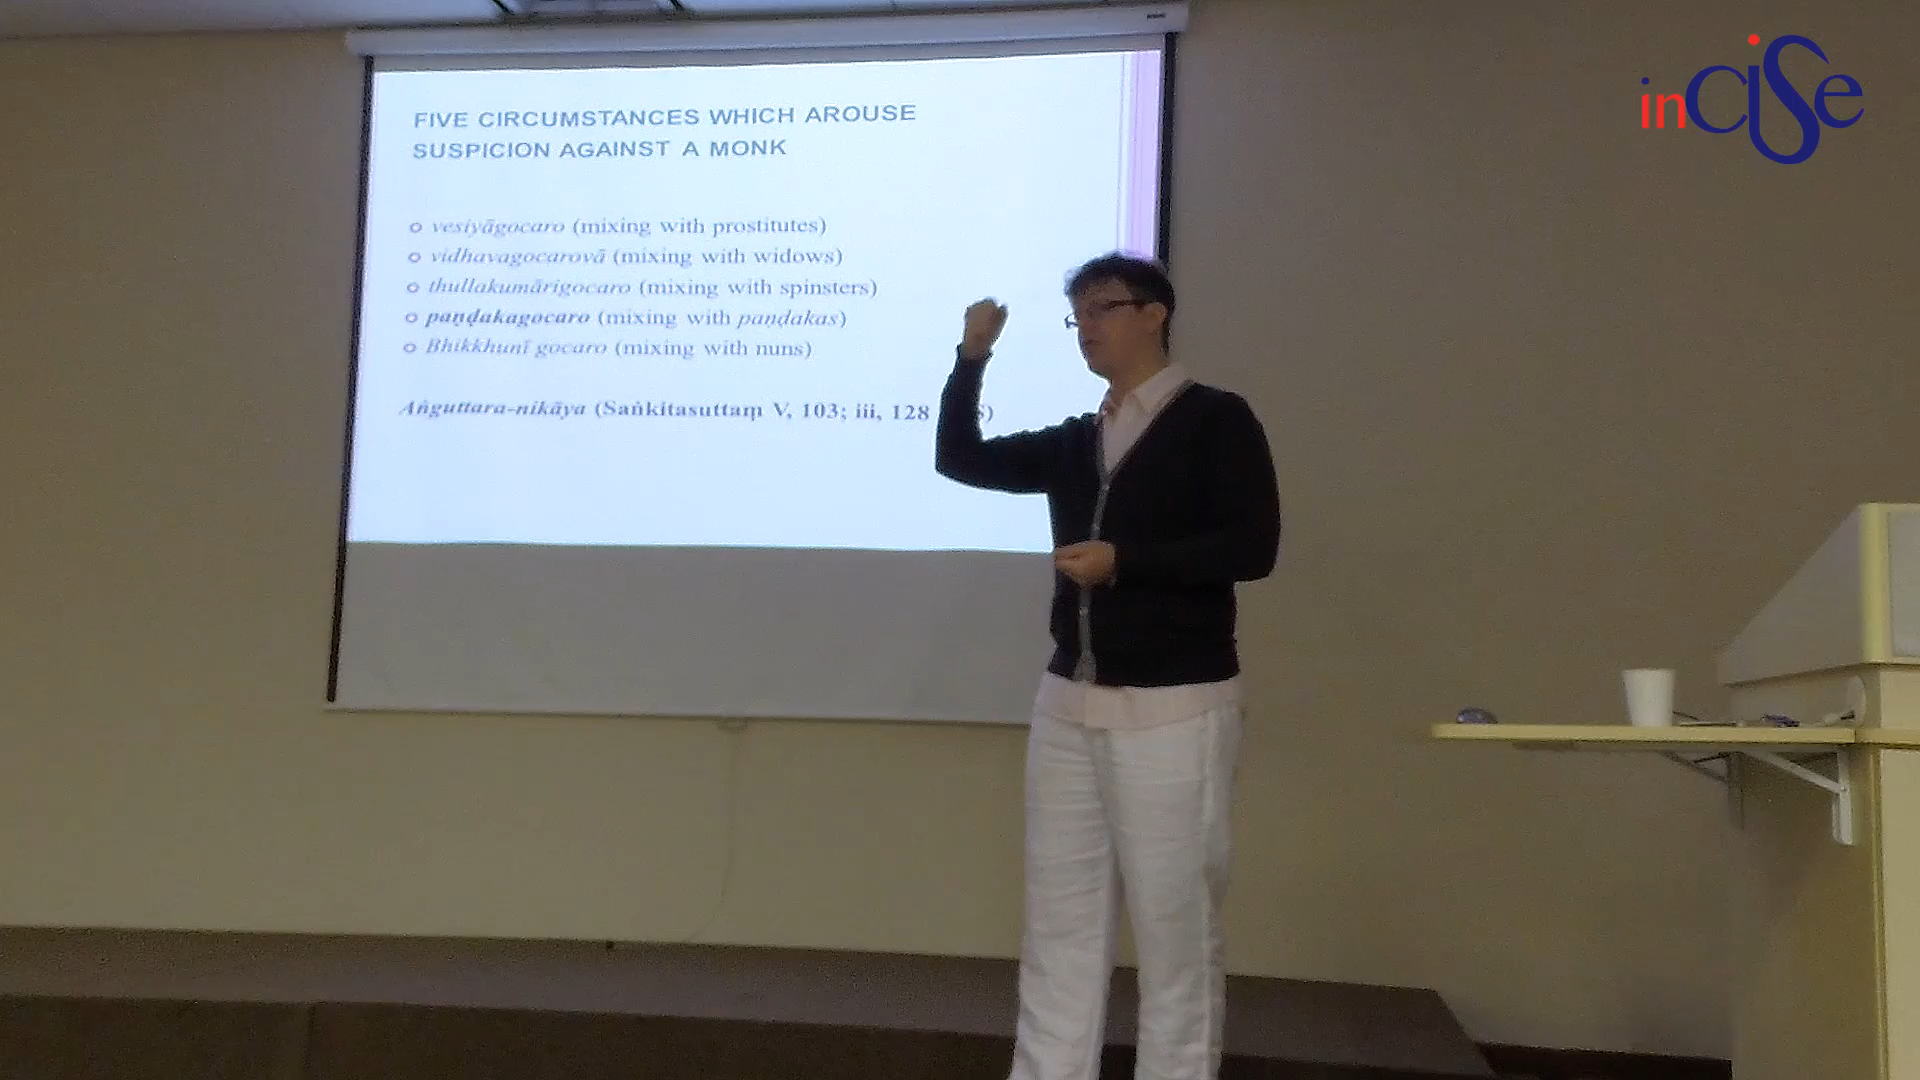 inCiSe
FIVE CIRCUMSTANCES WHICH AROUSE
SUSPICION AGAINST A MONK
vesiyāgocaro (mixing with prostitutes)
vidhavagocarovā (mixing with widows)
thullakumārigocaro (mixing with spinsters)
paṇḍakagocaro (mixing with paṇḍakas)
Bhikkhunī gocaro (mixing with nuns)
Aṅguttara-nikāya (Saṅkitasuttaṃ V, 103; iii, 128 S)